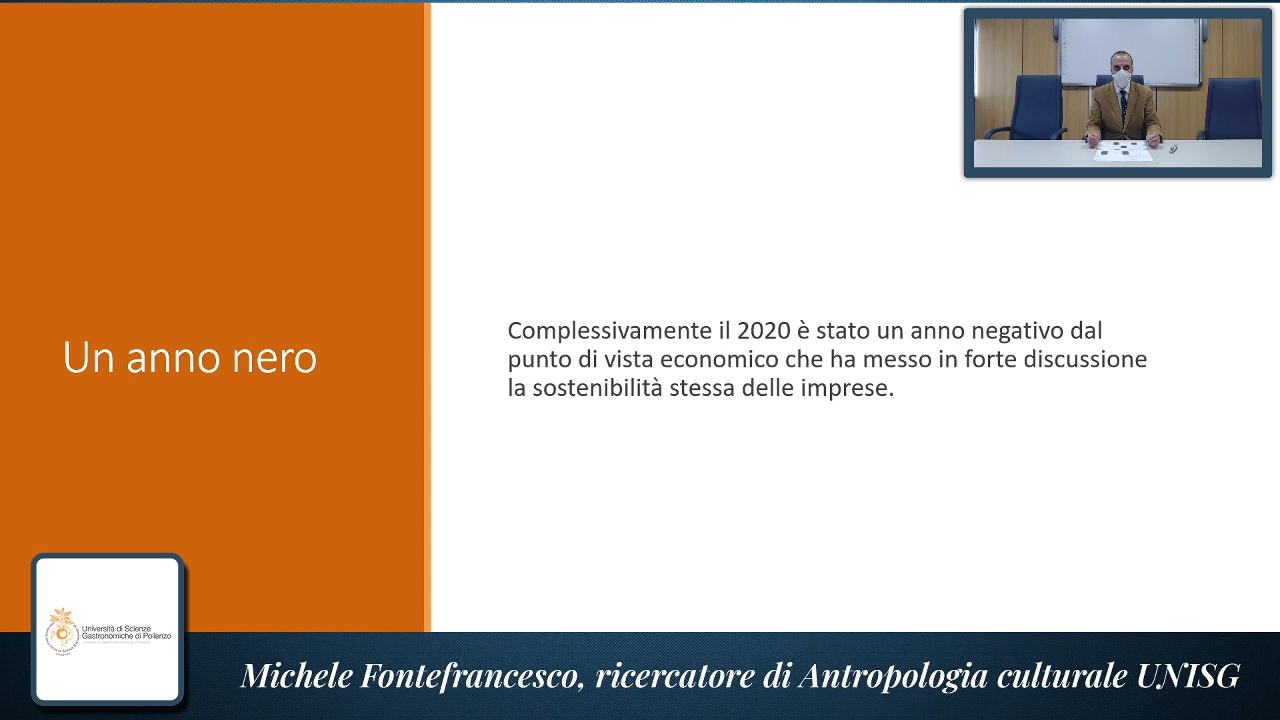 Un anno nero
Complessivamente il 2020 è stato un anno negativo dal
punto di vista economico che ha messo in forte discussione
la sostenibilità stessa delle imprese.
Università di Scienze
Gastronomiche di Pollenzo
Michele Fontefrancesco, ricercatore di Antropologia culturale UNISG